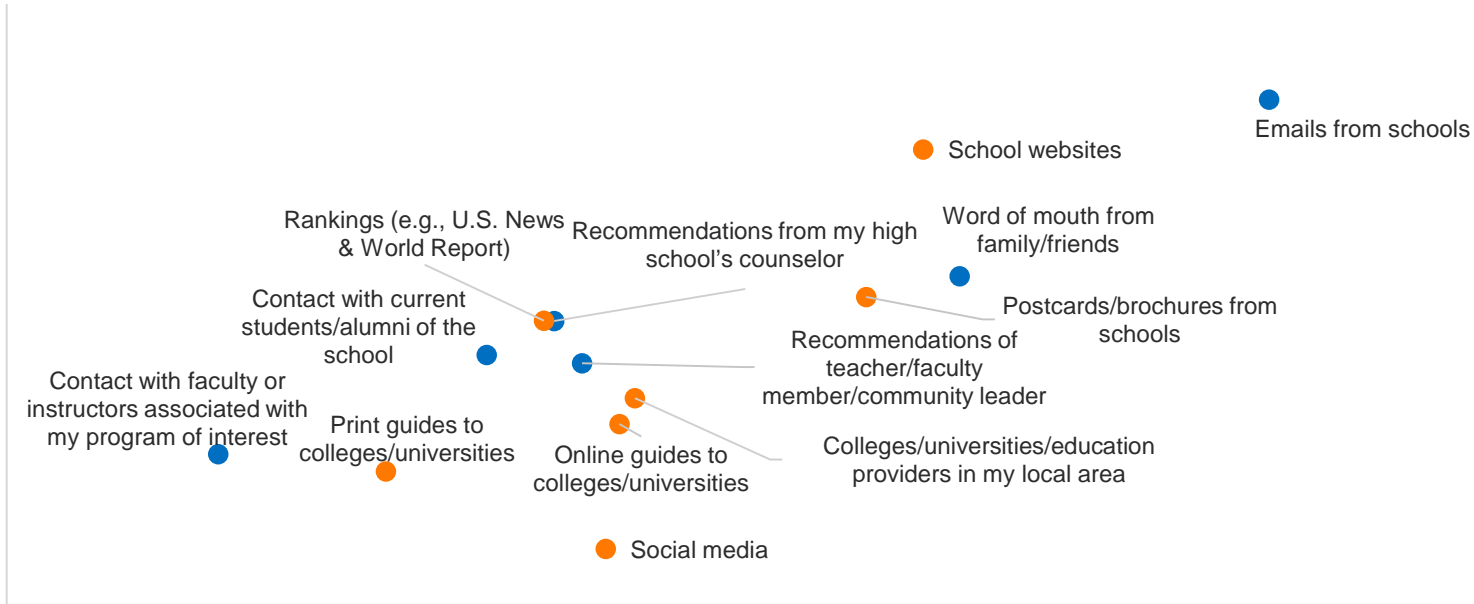 Emails from schools
School websites
Rankings (e.g., U.S. News
& World Report)
Recommendations from my high
school’s counselor
Word of mouth from
family/friends
Contact with current
students/alumni of the
school
Postcards/brochures from
schools
Recommendations of
teacher/faculty
member/community leader
Contact with faculty or
instructors associated with
my program of interest
Print guides to
colleges/universities
Online guides to
colleges/universities
Colleges/universities/education
providers in my local area
Social media